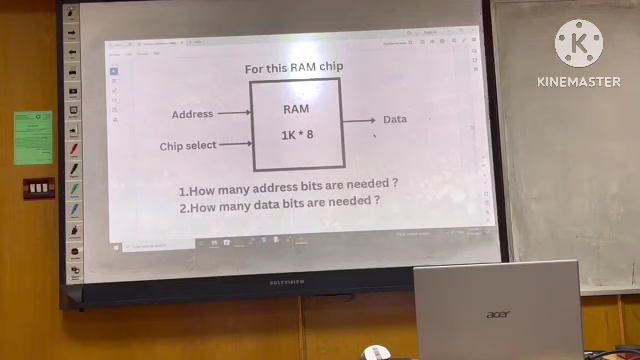 For this RAM chip
Address
RAM
1K * 8
Data
Chip select
1.How many address bits are needed ?
2.How many data bits are needed ?
POLYVISION
acer
K
KINEMASTER